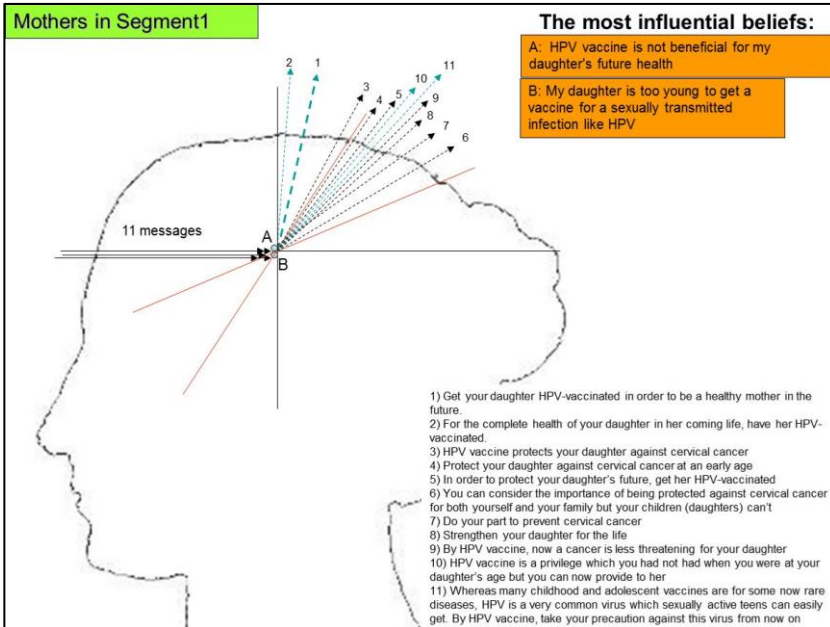 Mothers in Segment1
The most influential beliefs:
A: HPV vaccine is not beneficial for my
daughter's future health
B: My daughter is too young to get a
vaccine for a sexually transmitted
infection like HPV
2
1
3
4
5
10
11
9
8
7
6
11 messages
A
B
1) Get your daughter HPV-vaccinated in order to be a healthy mother in the
future.
2) For the complete health of your daughter in her coming life, have her HPV-
vaccinated.
3) HPV vaccine protects your daughter against cervical cancer
4) Protect your daughter against cervical cancer at an early age
5) In order to protect your daughter's future, get her HPV-vaccinated
6) You can consider the importance of being protected against cervical cancer
for both yourself and your family but your children (daughters) can't
7) Do your part to prevent cervical cancer
8) Strengthen your daughter for the life
9) By HPV vaccine, now a cancer is less threatening for your daughter
10) HPV vaccine is a privilege which you had not had when you were at your
daughter's age but you can now provide to her
11) Whereas many childhood and adolescent vaccines are for some now rare
diseases, HPV is a very common virus which sexually active teens can easily
get. By HPV vaccine, take your precaution against this virus from now on